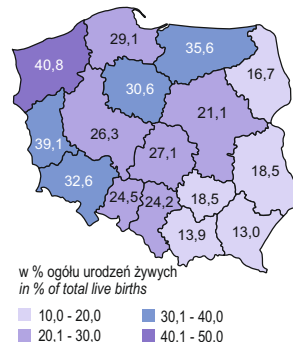 29,1
35,6
40,8
16,7
30,6
21,1
26,3
39,1
27,1
18,5
32,6
24,5
24,2
18,5
13,9
13,0
w % ogółu urodzeń żywych
in % of total live births
10,0 - 20,0
30,1 - 40,0
20,1 - 30,0
40,1 - 50,0